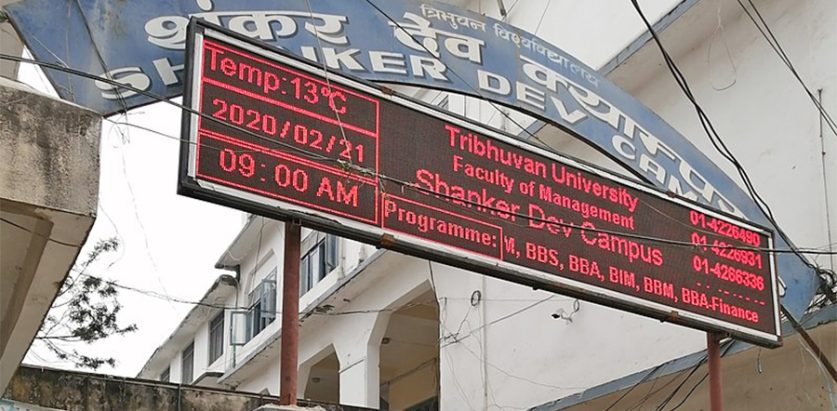 त्रिभुवन विश्वविद्यालय
शंकर देव क्याम्पस
SHANKER DEV CAM
Temp:13°C
2020/02/21
09:00 AM
Tribhuvan University
Faculty of Management
Shanker Dev Campus
01-4226490
01-4226931
01-4266336
Programme:
M, BBS, BBA, BIM, BBM, BBA-Finance